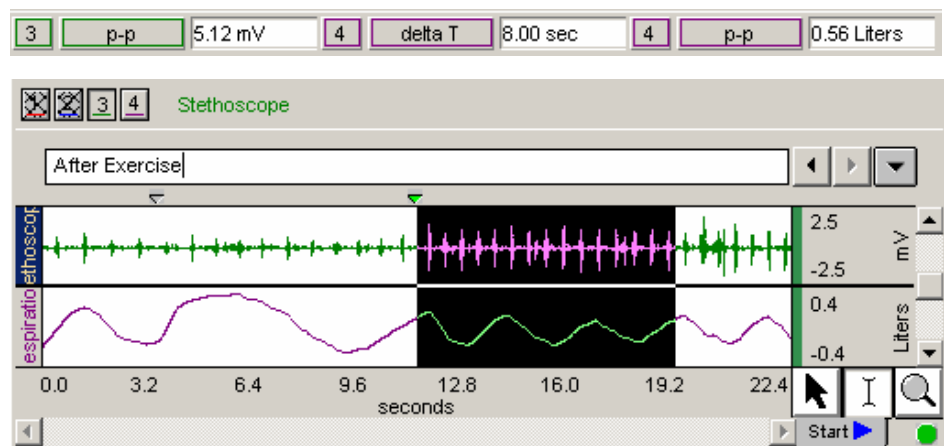 3 p-p 5.12 mV 4 delta T 8.00 sec 4 p-p 0.56 Liters
1 2 3 4 Stethoscope
After Exercise
ethoscop
2.5
mV
-2.5
espiratio
0.4
Liters
-0.4
0.0 3.2 6.4 9.6 12.8 16.0 19.2 22.4
seconds
Start